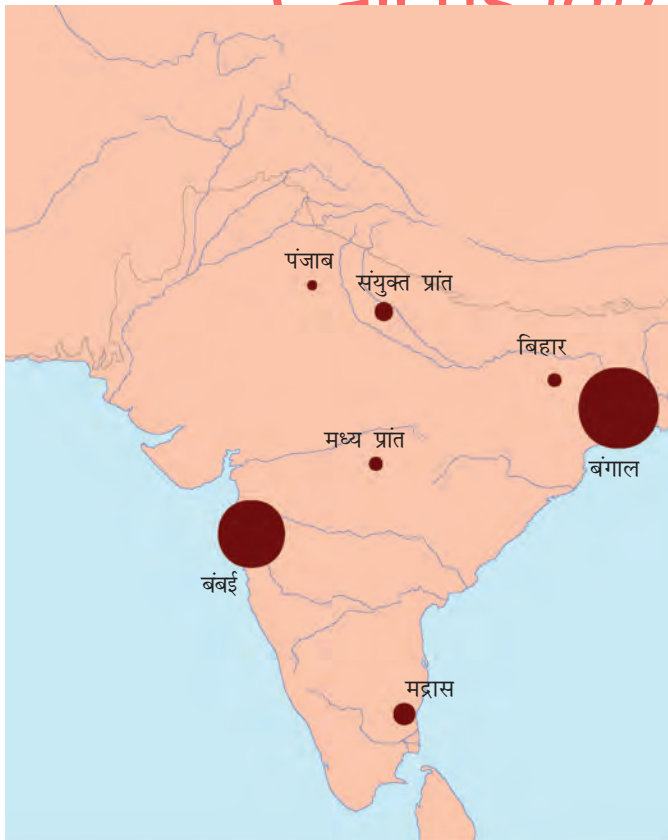 पंजाब
संयुक्त प्रांत
बिहार
मध्य प्रांत
बंगाल
बंबई
मद्रास